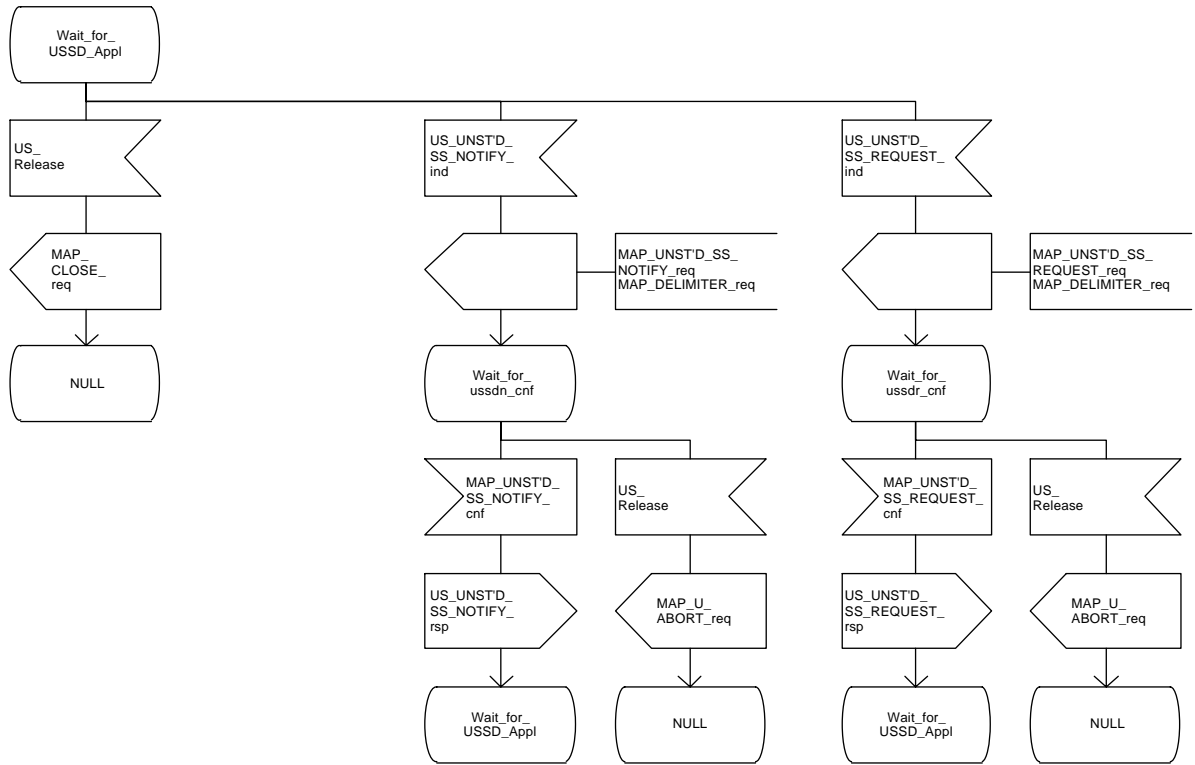 Wait_for_
USSD_Appl
US_
Release
US_UNST'D_
SS_NOTIFY_
ind
US_UNST'D_
SS_REQUEST_
ind
MAP_
CLOSE_
req
MAP_UNST'D_SS_
NOTIFY_req
MAP_DELIMITER_req
MAP_UNST'D_SS_
REQUEST_req
MAP_DELIMITER_req
NULL
Wait_for_
ussdn_cnf
Wait_for_
ussdr_cnf
MAP_UNST'D_
SS_NOTIFY_
cnf
US_
Release
MAP_UNST'D_
SS_REQUEST_
cnf
US_
Release
US_UNST'D_
SS_NOTIFY_
rsp
MAP_U_
ABORT_req
US_UNST'D_
SS_REQUEST_
rsp
MAP_U_
ABORT_req
Wait_for_
USSD_Appl
NULL
Wait_for_
USSD_Appl
NULL